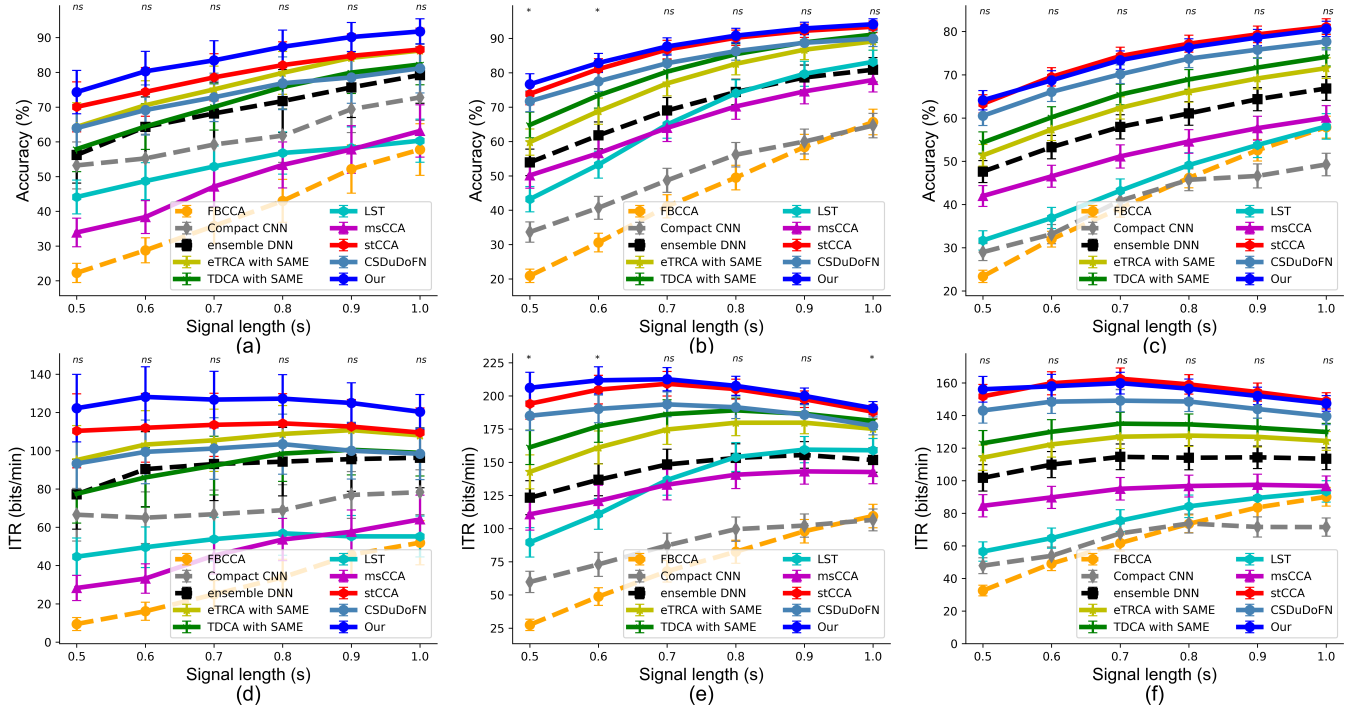 ns ns ns ns ns ns
90
80
70
60
50
40
30
20
Accuracy (%)
FBCCA
Compact CNN
ensemble DNN
eTRCA with SAME
TDCA with SAME
LST
msCCA
stCCA
CSDuDoFN
Our
0.5 0.6 0.7 0.8 0.9 1.0
Signal length (s)
(a)
* * ns ns ns ns
90
80
70
60
50
40
30
20
Accuracy (%)
FBCCA
Compact CNN
ensemble DNN
eTRCA with SAME
TDCA with SAME
LST
msCCA
stCCA
CSDuDoFN
Our
0.5 0.6 0.7 0.8 0.9 1.0
Signal length (s)
(b)
ns ns ns ns ns ns
80
70
60
50
40
30
20
Accuracy (%)
FBCCA
Compact CNN
ensemble DNN
eTRCA with SAME
TDCA with SAME
LST
msCCA
stCCA
CSDuDoFN
Our
0.5 0.6 0.7 0.8 0.9 1.0
Signal length (s)
(c)
ns ns ns ns ns ns
140
120
100
80
60
40
20
0
ITR (bits/min)
FBCCA
Compact CNN
ensemble DNN
eTRCA with SAME
TDCA with SAME
LST
msCCA
stCCA
CSDuDoFN
Our
0.5 0.6 0.7 0.8 0.9 1.0
Signal length (s)
(d)
* * ns ns ns *
225
200
175
150
125
100
75
50
25
ITR (bits/min)
FBCCA
Compact CNN
ensemble DNN
eTRCA with SAME
TDCA with SAME
LST
msCCA
stCCA
CSDuDoFN
Our
0.5 0.6 0.7 0.8 0.9 1.0
Signal length (s)
(e)
ns ns ns ns ns ns
160
140
120
100
80
60
40
20
0
ITR (bits/min)
FBCCA
Compact CNN
ensemble DNN
eTRCA with SAME
TDCA with SAME
LST
msCCA
stCCA
CSDuDoFN
Our
0.5 0.6 0.7 0.8 0.9 1.0
Signal length (s)
(f)